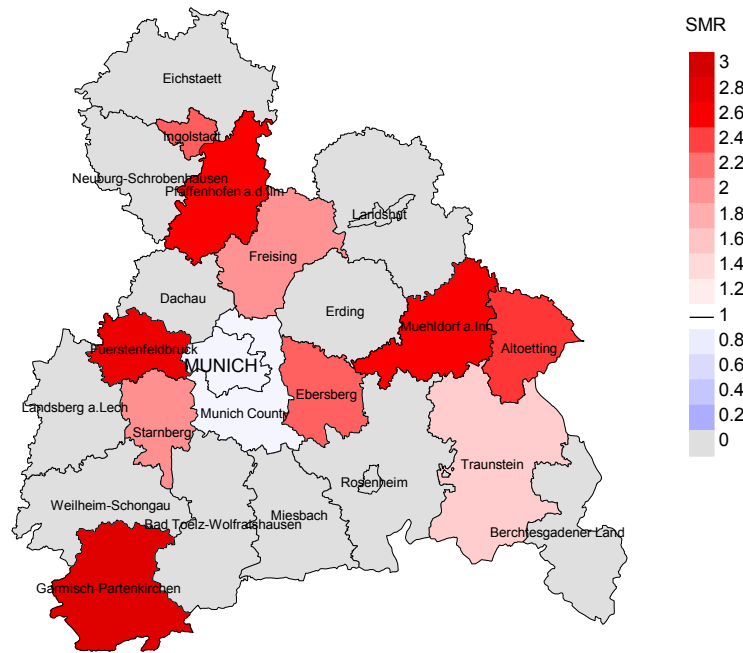 SMR
3
2.8
2.6
2.4
2.2
2
1.8
1.6
1.4
1.2
1
0.8
0.6
0.4
0.2
0
Eichstaett
Ingolstadt
Neuburg-Schrobenhausen
Pfaffenhofen a.d.Ilm
Landshut
Freising
Dachau
Erding
Muehldorf a.Inn
Fuerstenfeldbruck
Altoetting
MUNICH
Ebersberg
Landsberg a.Lech
Munich County
Starnberg
Traunstein
Rosenheim
Weilheim-Schongau
Miesbach
Bad Toelz-Wolfratshausen
Berchtesgadener Land
Garmisch-Partenkirchen